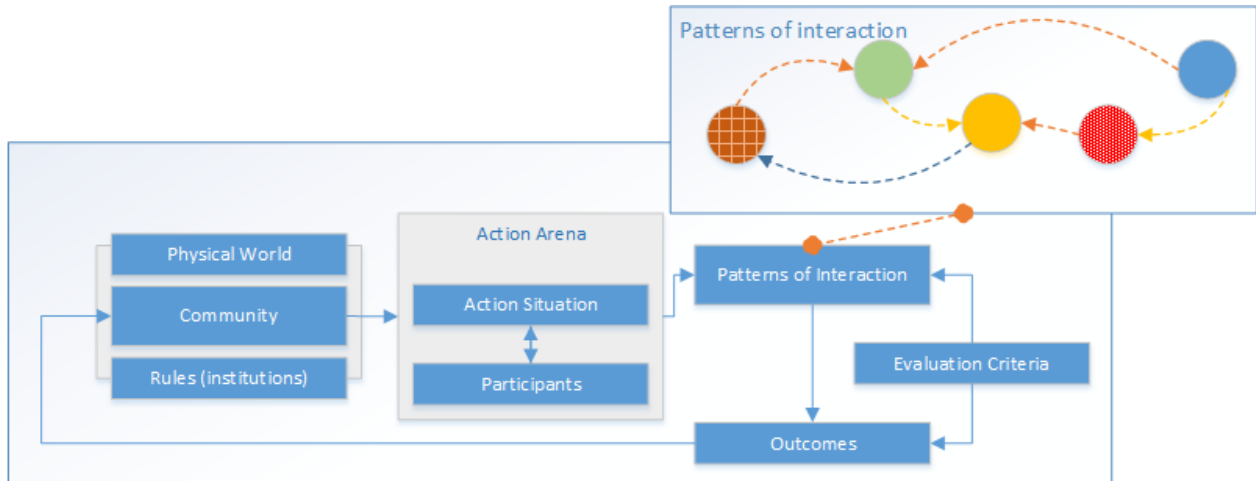 Patterns of interaction
Action Arena
Physical World
Community
Rules (institutions)
Action Situation
Participants
Patterns of Interaction
Evaluation Criteria
Outcomes